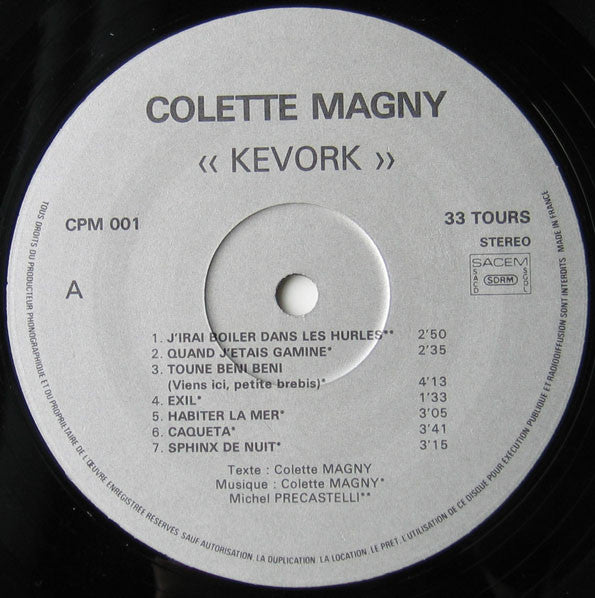 COLETTE MAGNY
‹‹ KEVORK ››
CPM 001
33 TOURS
STEREO
A
SACEM
SACD
SDRM
SGDL
1. J'IRAI BOILER DANS LES HURLES** 2'50
2. QUAND J'ETAIS GAMINE* 2'35
3. TOUNE BENI BENI
(Viens ici, petite brebis)* 4'13
4. EXIL* 1'33
5. HABITER LA MER* 3'05
6. CAQUETA* 3'41
7. SPHINX DE NUIT* 3'15
Texte : Colette MAGNY
Musique : Colette MAGNY*
Michel PRECASTELLI**
TOUS DROITS DU PRODUCTEUR PHONOGRAPHIQUE ET DU PROPRIETAIRE DE L'ŒUVRE ENREGISTREE RESERVES SAUF AUTORISATION. LA DUPLICATION, LA LOCATION, LE PRET, L'UTILISATION DE CE DISQUE POUR EXECUTION PUBLIQUE ET RADIODIFFUSION SONT INTERDITS MADE IN FRANCE